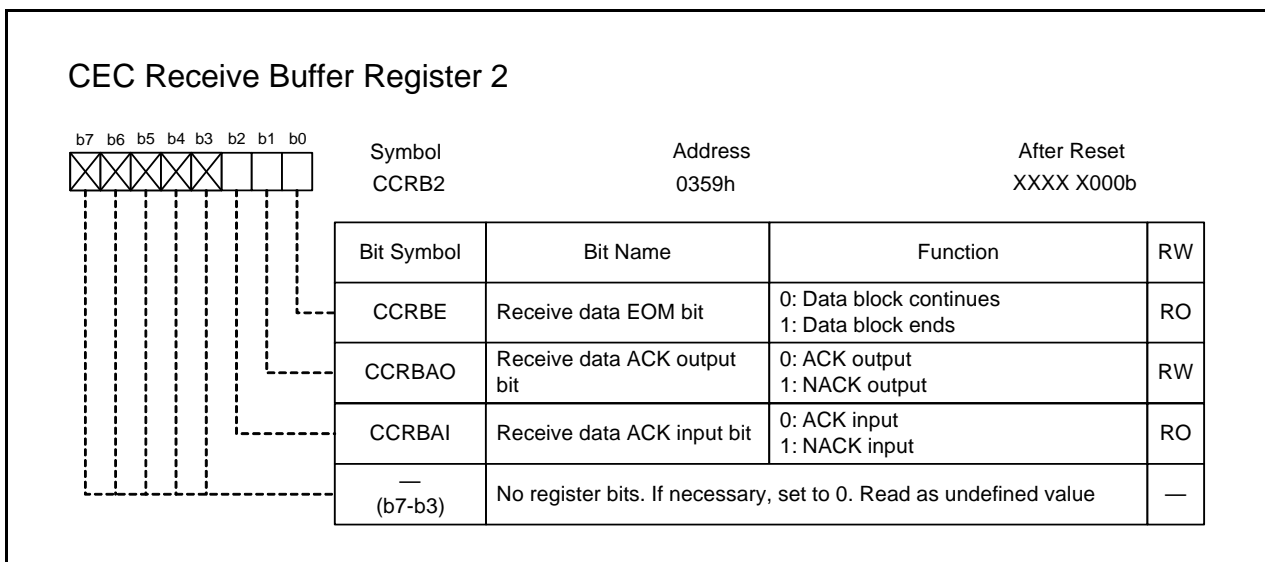 CEC Receive Buffer Register 2
b7 b6 b5 b4 b3 b2 b1 b0
Symbol Address After Reset
CCRB2 0359h XXXX X000b
Bit Symbol Bit Name Function RW
CCRBE Receive data EOM bit 0: Data block continues
1: Data block ends RO
CCRBAO Receive data ACK output
bit 0: ACK output
1: NACK output RW
CCRBAI Receive data ACK input bit 0: ACK input
1: NACK input RO
—
(b7-b3) No register bits. If necessary, set to 0. Read as undefined value —